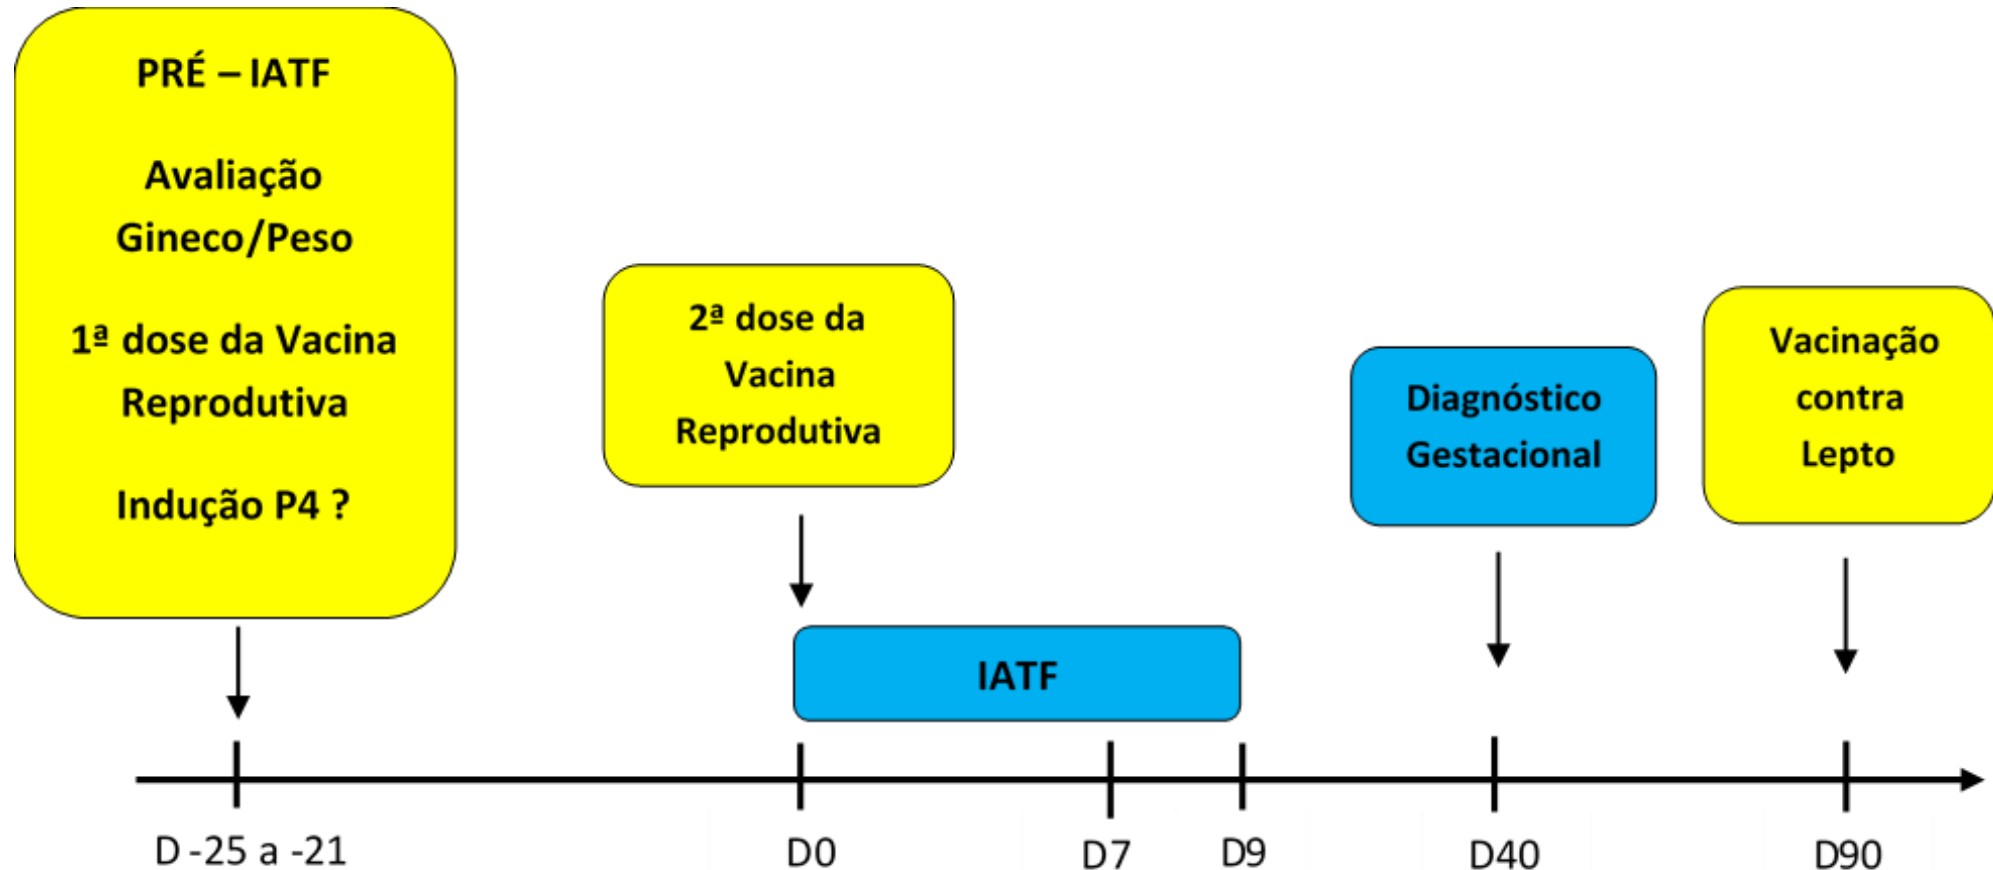 PRÉ – IATF
Avaliação
Gineco/Peso
1ª dose da Vacina
Reprodutiva
Indução P4 ?
2ª dose da
Vacina
Reprodutiva
Diagnóstico
Gestacional
Vacinação
contra
Lepto
IATF
D -25 a -21
D0
D7
D9
D40
D90